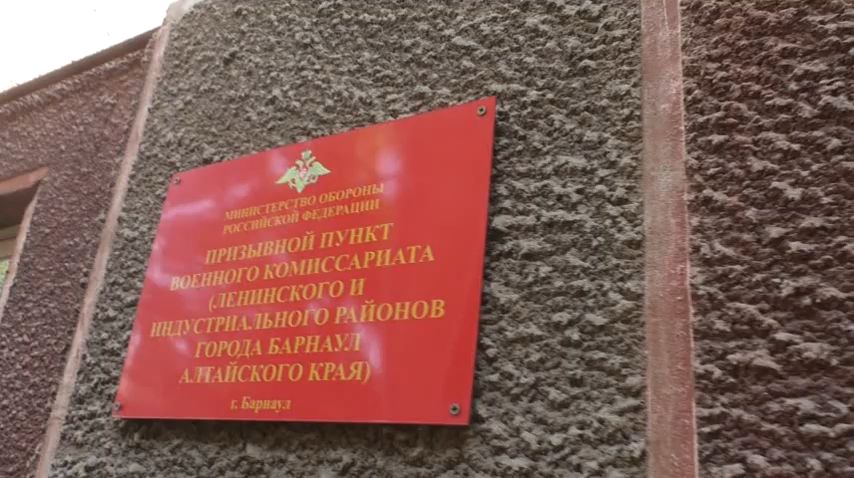 МИНИСТЕРСТВО ОБОРОНЫ
РОССИЙСКОЙ ФЕДЕРАЦИИ
ПРИЗЫВНОЙ ПУНКТ
ВОЕННОГО КОМИССАРИАТА
(ЛЕНИНСКОГО И
ИНДУСТРИАЛЬНОГО РАЙОНОВ
ГОРОДА БАРНАУЛ
АЛТАЙСКОГО КРАЯ)
г. Барнаул